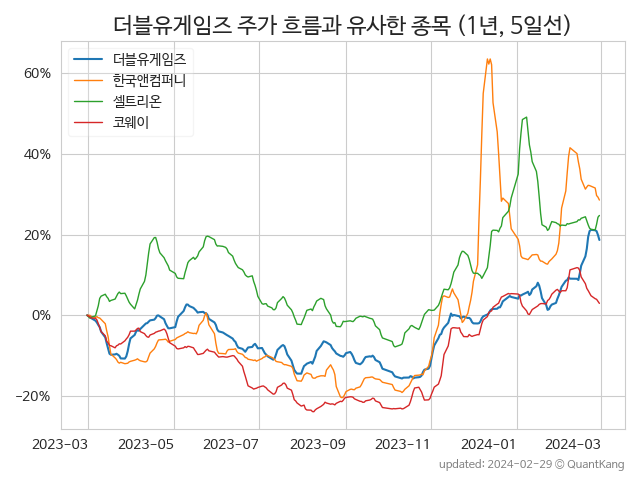 더블유게임즈 주가 흐름과 유사한 종목 (1년, 5일선)
더블유게임즈
한국앤컴퍼니
셀트리온
코웨이
60%
40%
20%
0%
−20%
2023-03 2023-05 2023-07 2023-09 2023-11 2024-01 2024-03
updated: 2024-02-29 © QuantKang